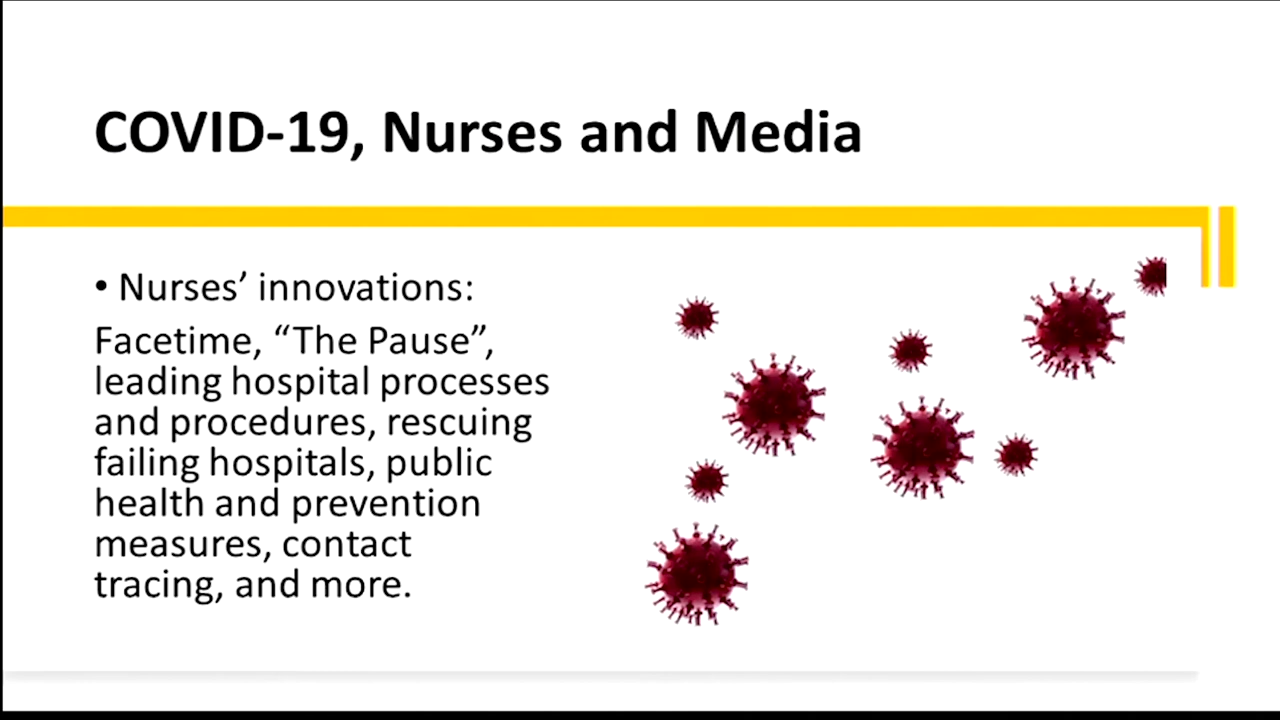 COVID-19, Nurses and Media
• Nurses’ innovations:
Facetime, “The Pause”,
leading hospital processes
and procedures, rescuing
failing hospitals, public
health and prevention
measures, contact
tracing, and more.